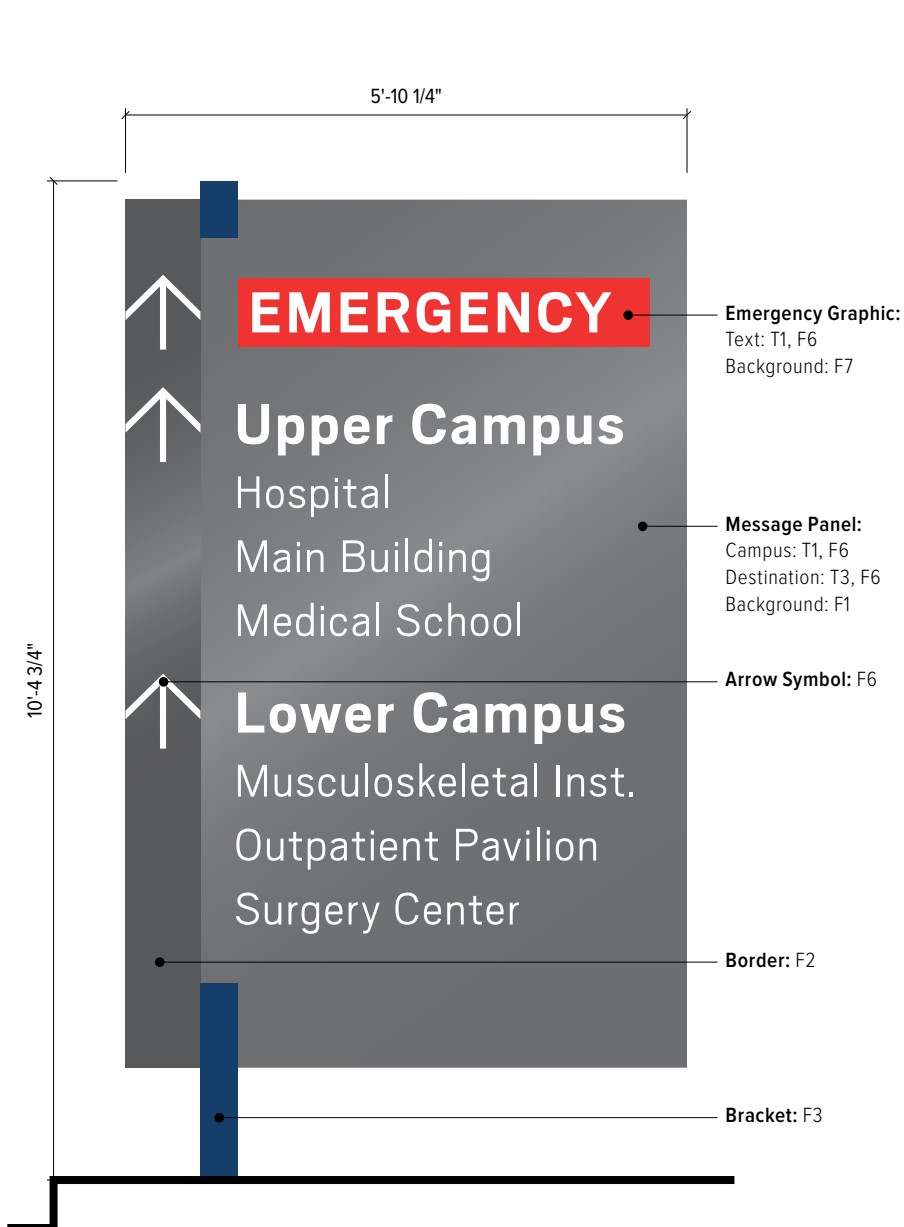 5'-10 1/4"
10'-4 3/4"
EMERGENCY
Upper Campus
Hospital
Main Building
Medical School
Lower Campus
Musculoskeletal Inst.
Outpatient Pavilion
Surgery Center
Emergency Graphic:
Text: T1, F6
Background: F7
Message Panel:
Campus: T1, F6
Destination: T3, F6
Background: F1
Arrow Symbol: F6
Border: F2
Bracket: F3